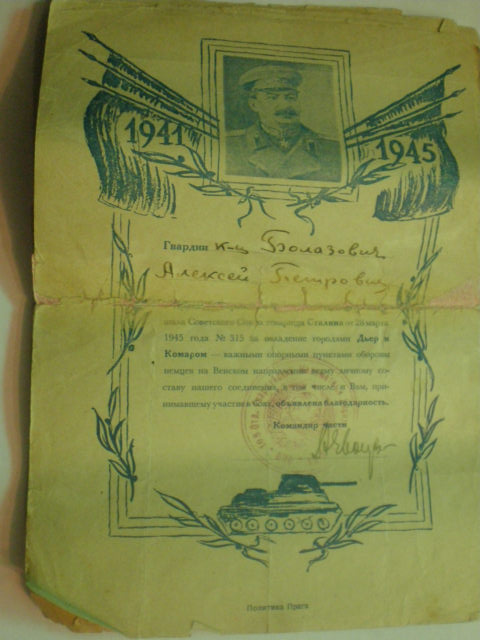 1941
1945
Гвардии к-ц Болазович
Алексей Петрович
шала Советского Союза товарища Сталина от 28 марта
1945 года № 315 за овладение городами Дьер и
Комаром — важными опорными пунктами обороны
немцев на Венском направлении всему личному со-
ставу нашего соединения, в том числе и Вам, при-
нимавшему участие в боях, объявлена благодарность.
Командир части
Политика Прага